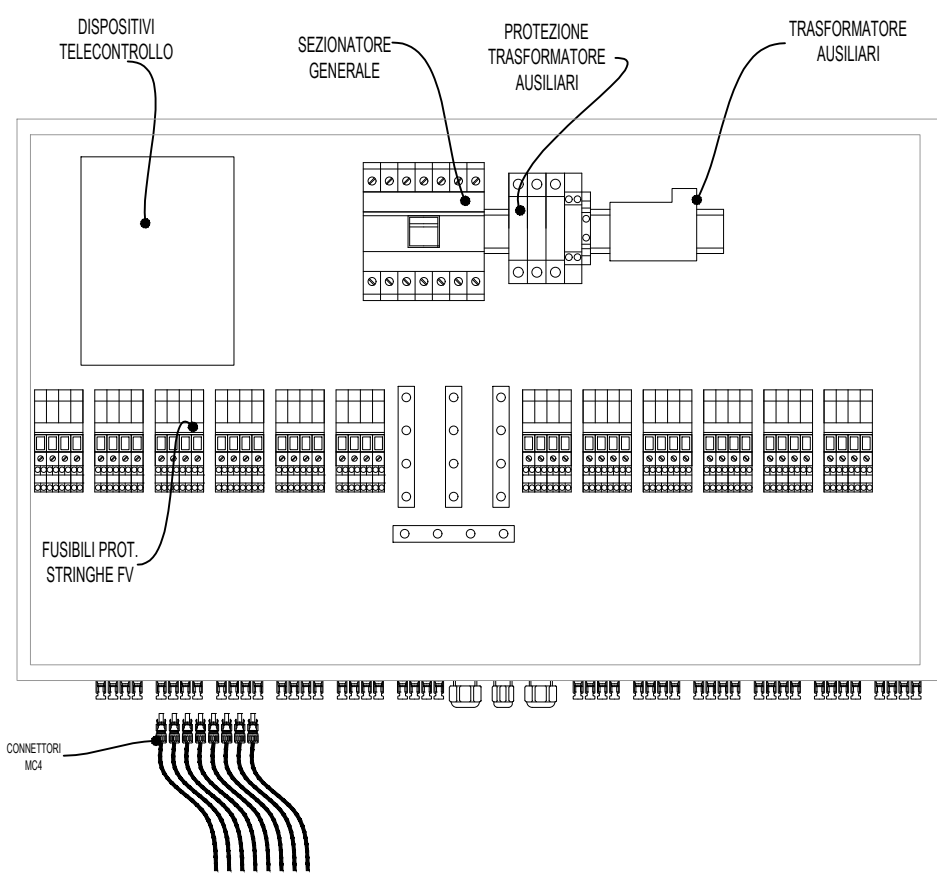 DISPOSITIVI
TELECONTROLLO
SEZIONATORE
GENERALE
PROTEZIONE
TRASFORMATORE
AUSILIARI
TRASFORMATORE
AUSILIARI
FUSIBILI PROT.
STRINGHE FV
CONNETTORI
MC4